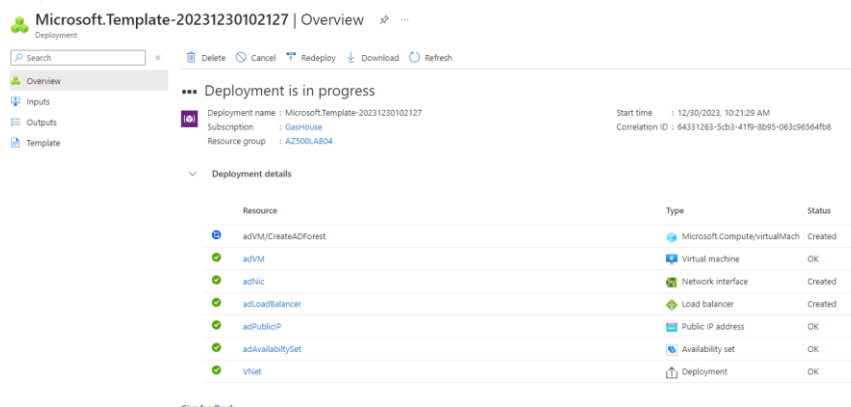 Microsoft.Template-20231230102127 | Overview
Deployment
Search
Delete Cancel Redeploy Download Refresh
Overview
Inputs
Outputs
Template
Deployment is in progress
Deployment name : Microsoft.Template-20231230102127
Subscription : GasHouse
Resource group : AZ500LAB04
Start time : 12/30/2023, 10:21:29 AM
Correlation ID : 64331263-5cb3-41f9-8b95-063c96564fb8
Deployment details
Resource Type Status
adVM/CreateADForest Microsoft.Compute/virtualMach Created
adVM Virtual machine OK
adNic Network interface Created
adLoadBalancer Load balancer Created
adPublicIP Public IP address OK
adAvailabiltySet Availability set OK
VNet Deployment OK
Give feedback